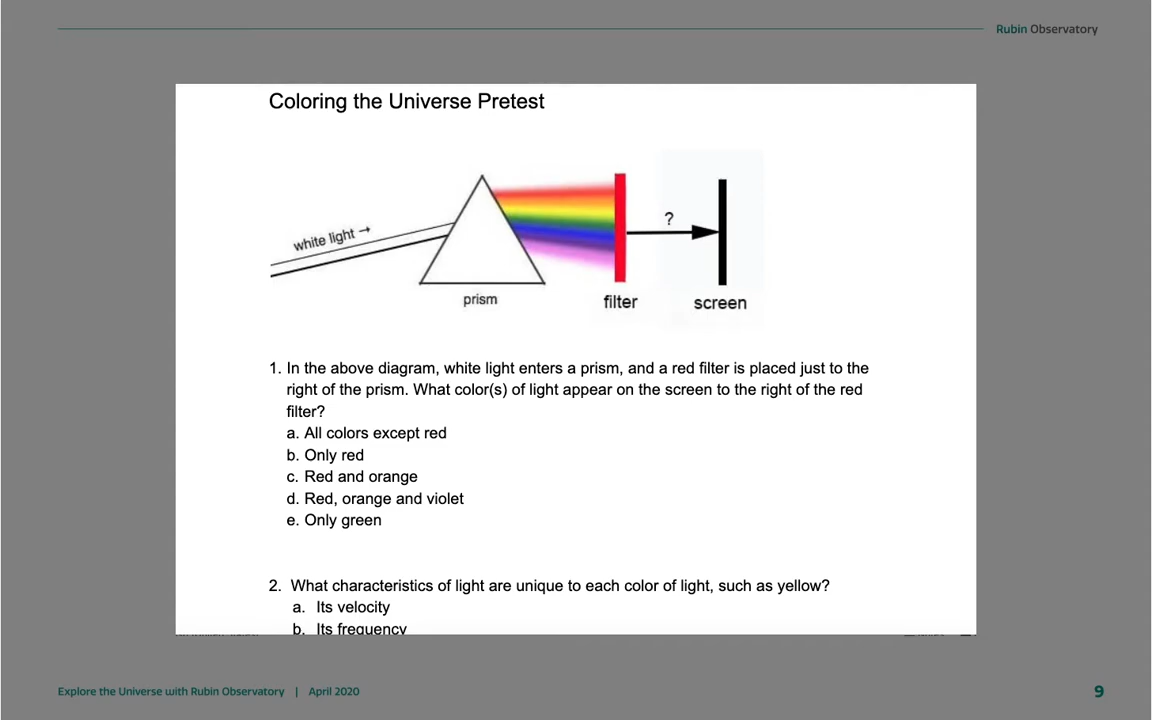 Rubin Observatory
Coloring the Universe Pretest
white light →
?
prism
filter
screen
1. In the above diagram, white light enters a prism, and a red filter is placed just to the
right of the prism. What color(s) of light appear on the screen to the right of the red
filter?
a. All colors except red
b. Only red
c. Red and orange
d. Red, orange and violet
e. Only green
2. What characteristics of light are unique to each color of light, such as yellow?
a. Its velocity
b. Its frequency
Explore the Universe with Rubin Observatory | April 2020
9